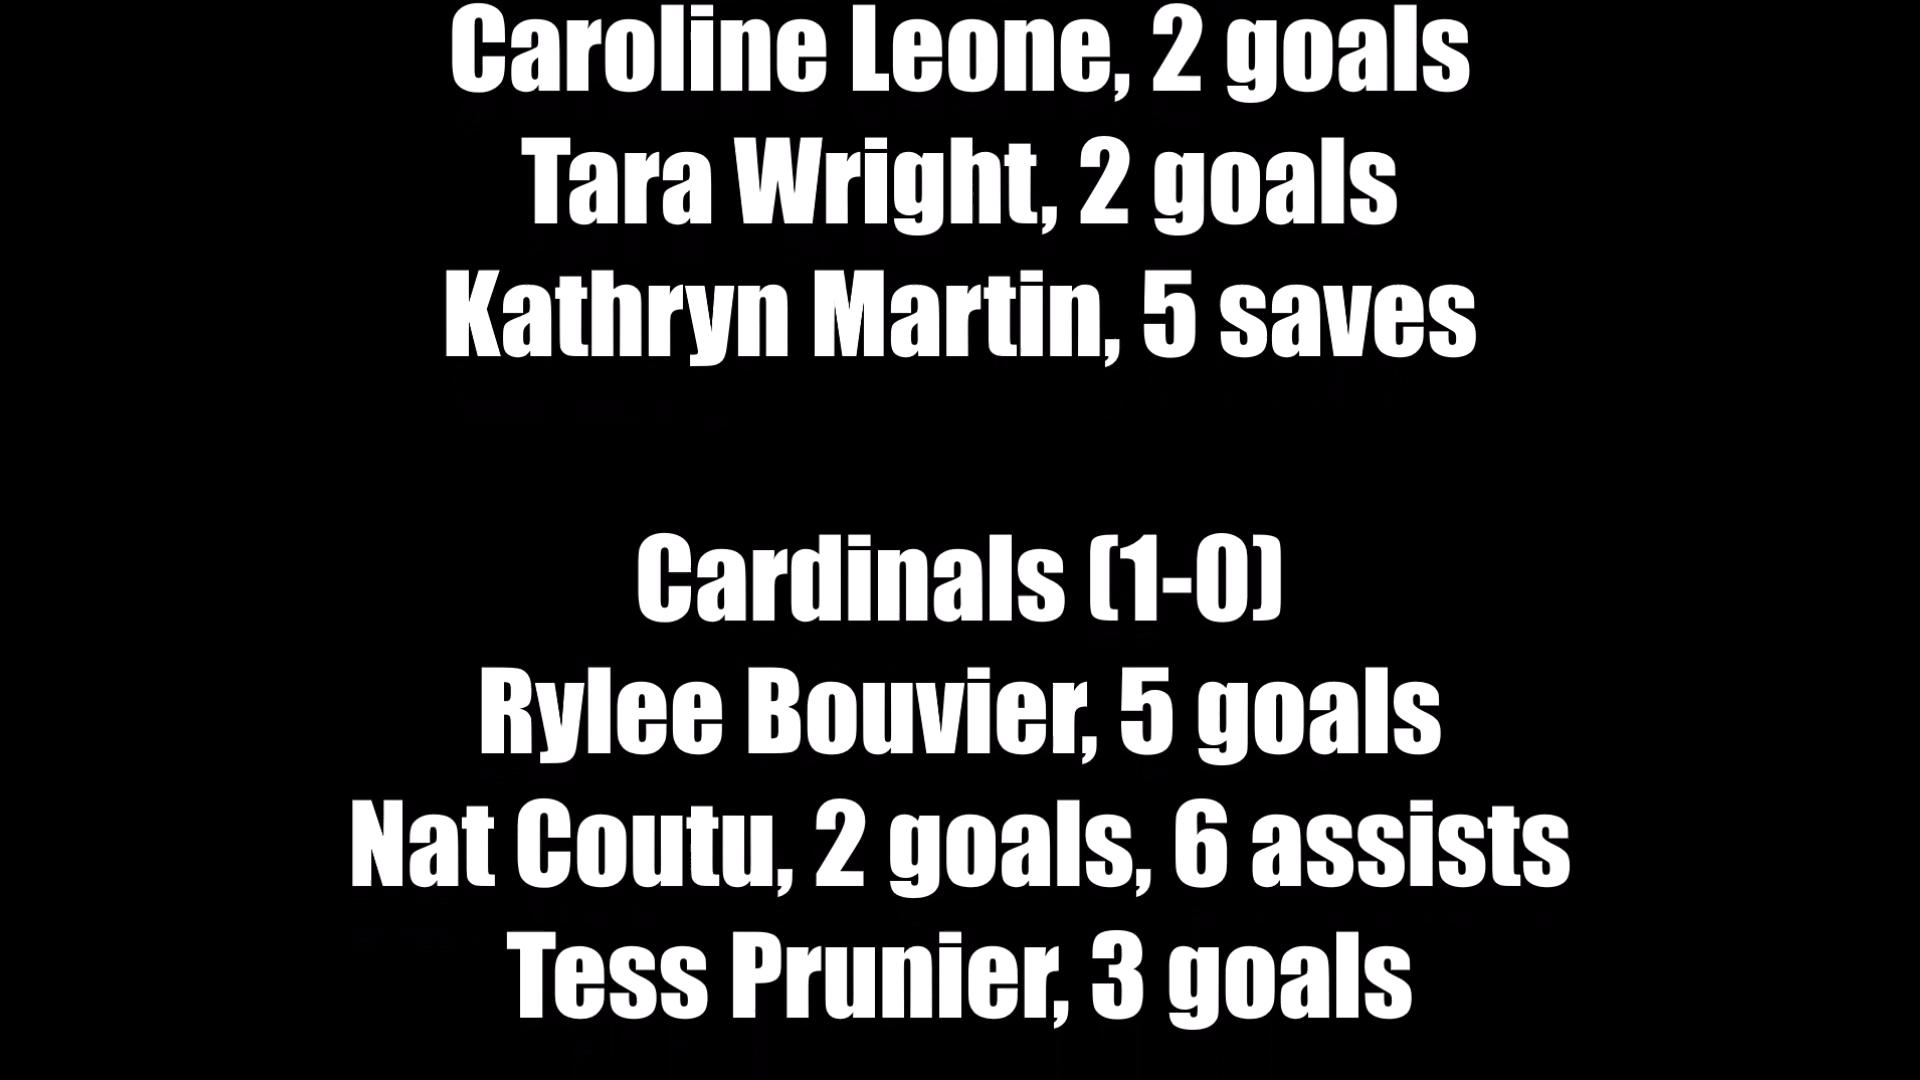 Caroline Leone, 2 goals
Tara Wright, 2 goals
Kathryn Martin, 5 saves
Cardinals (1-0)
Rylee Bouvier, 5 goals
Nat Coutu, 2 goals, 6 assists
Tess Prunier, 3 goals